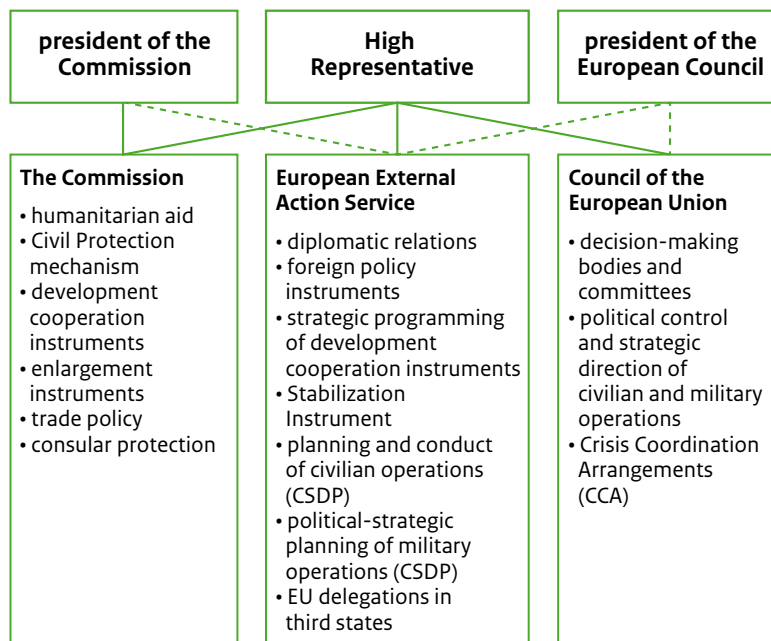 president of the
Commission
High
Representative
president of the
European Council
The Commission
• humanitarian aid
• Civil Protection
mechanism
• development
cooperation
instruments
• enlargement
instruments
• trade policy
• consular protection
European External
Action Service
• diplomatic relations
• foreign policy
instruments
• strategic programming
of development
cooperation instruments
• Stabilization
Instrument
• planning and conduct
of civilian operations
(CSDP)
• political-strategic
planning of military
operations (CSDP)
• EU delegations in
third states
Council of the
European Union
• decision-making
bodies and
committees
• political control
and strategic
direction of
civilian and military
operations
• Crisis Coordination
Arrangements
(CCA)